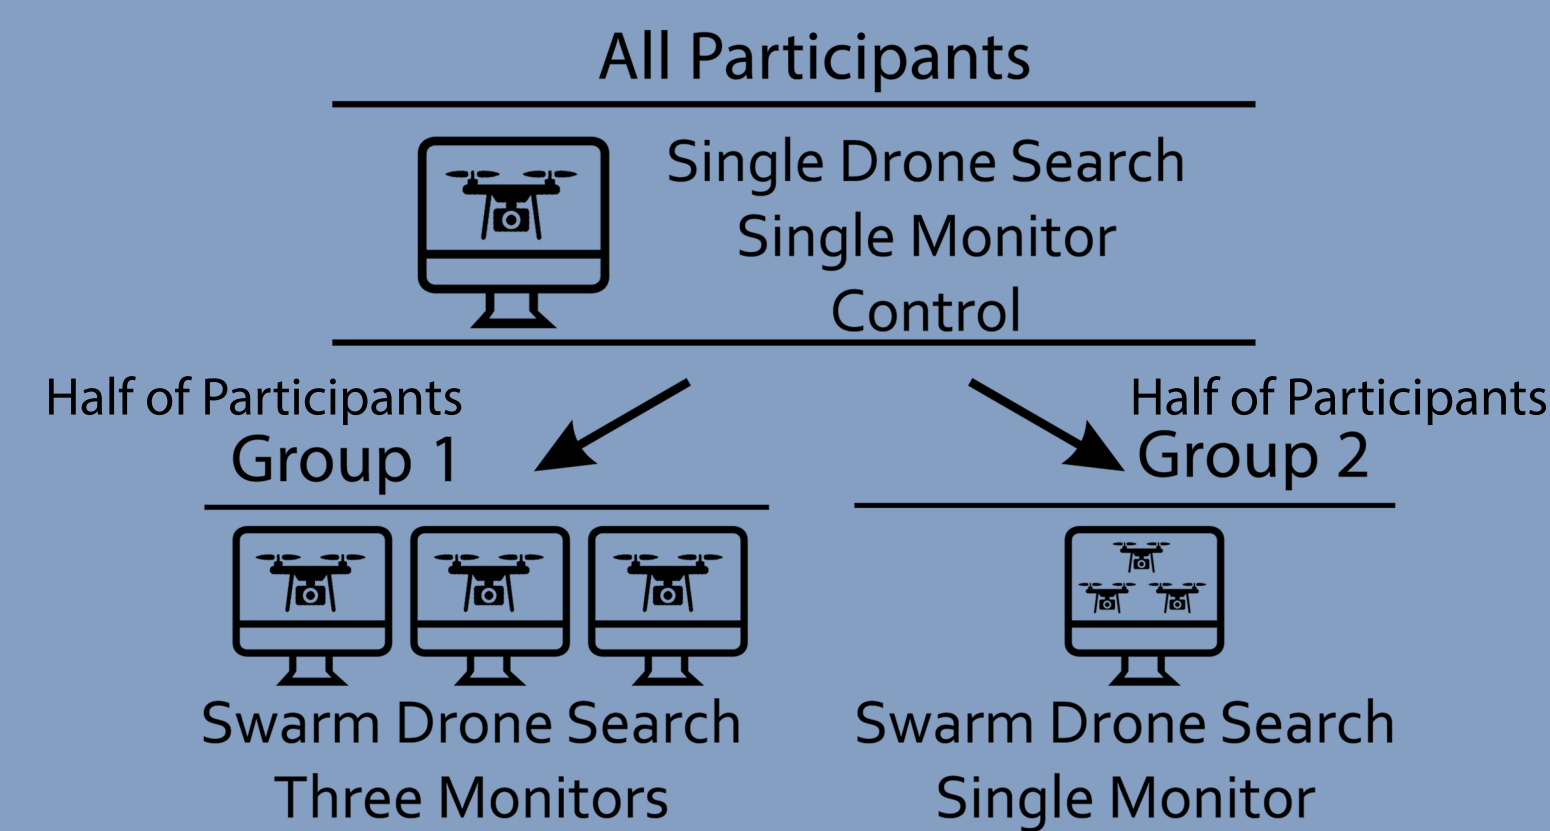 All Participants
Single Drone Search
Single Monitor
Control
Half of Participants
Group 1
Half of Participants
Group 2
Swarm Drone Search
Three Monitors
Swarm Drone Search
Single Monitor